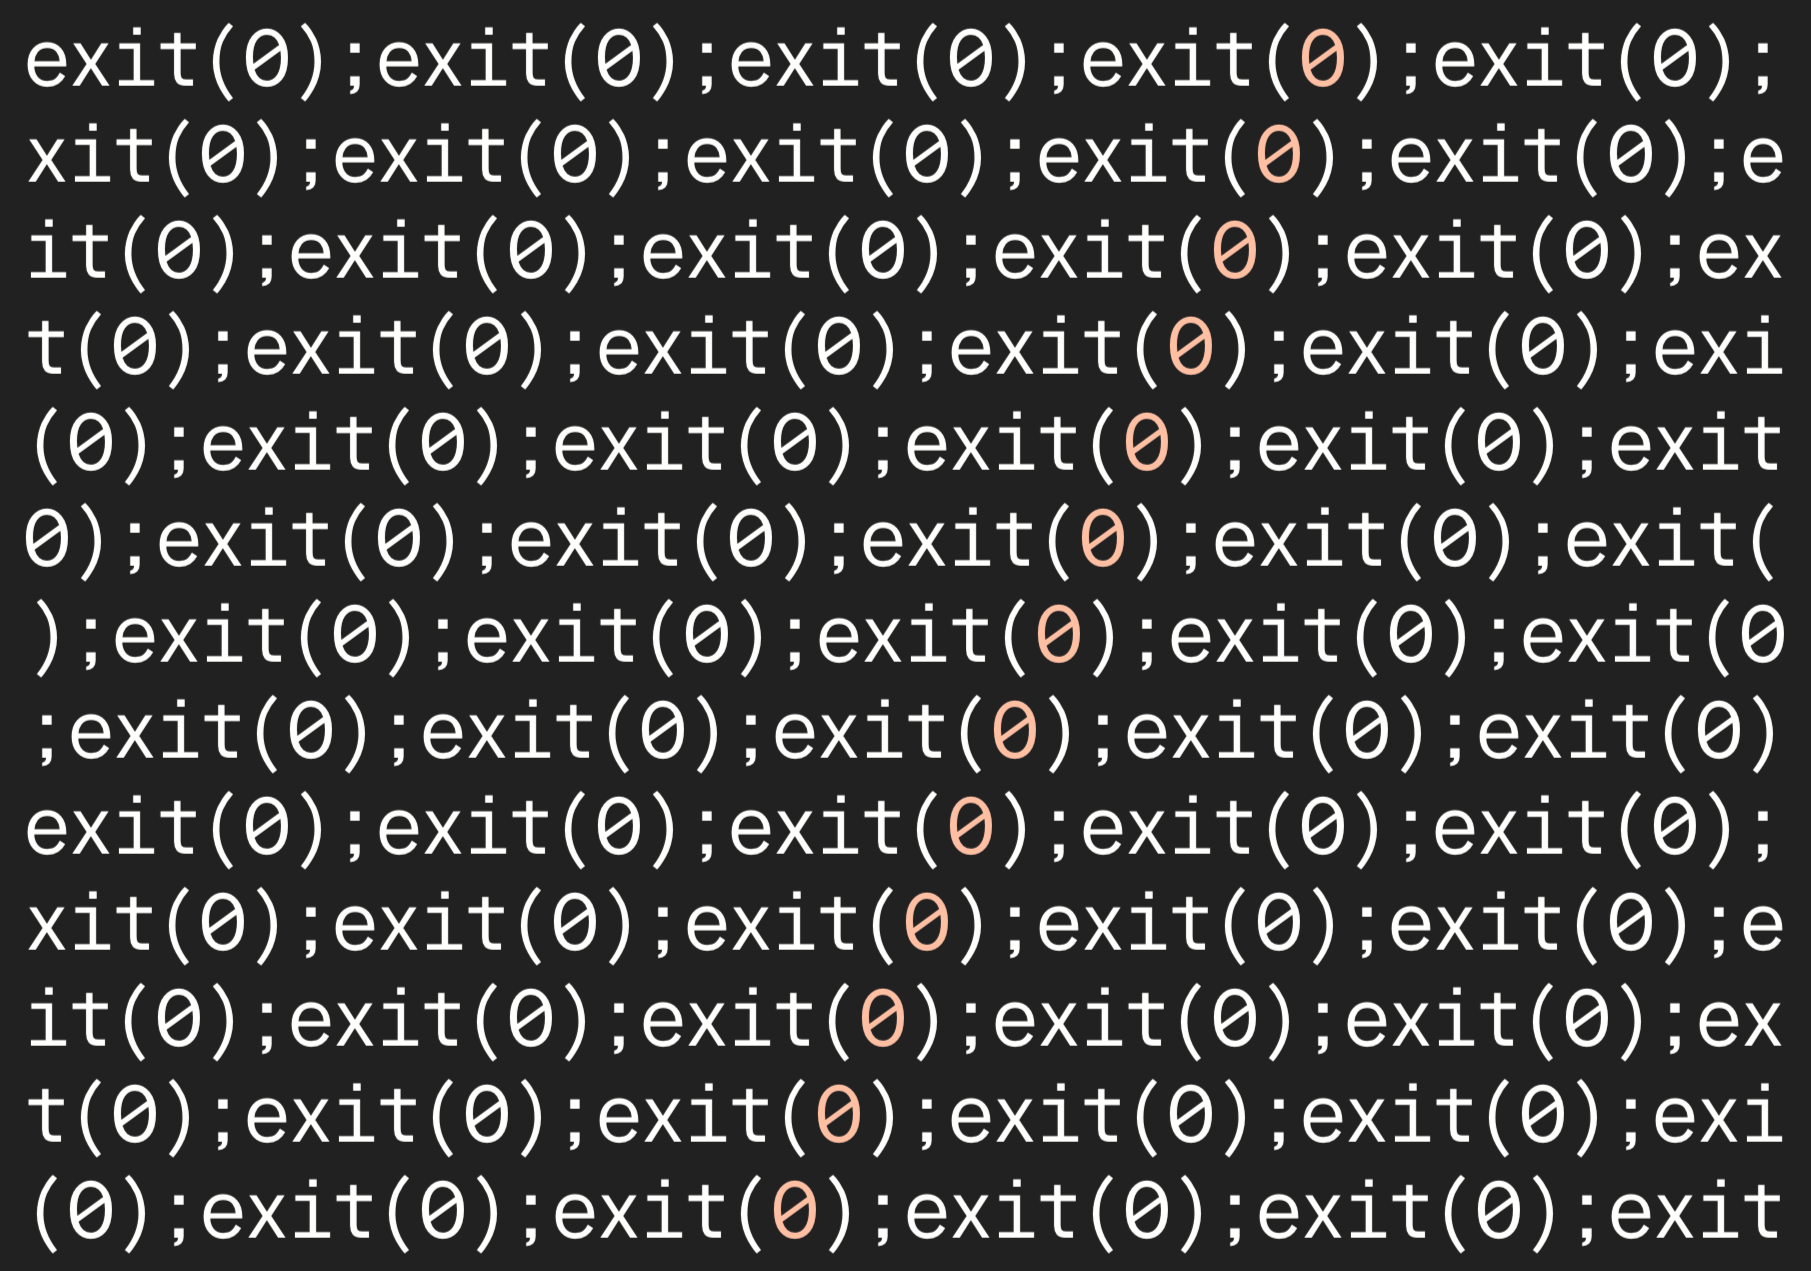 exit(0);exit(0);exit(0);exit(0);exit(0);
xit(0);exit(0);exit(0);exit(0);exit(0);e
it(0);exit(0);exit(0);exit(0);exit(0);ex
t(0);exit(0);exit(0);exit(0);exit(0);exi
(0);exit(0);exit(0);exit(0);exit(0);exit
0);exit(0);exit(0);exit(0);exit(0);exit(
);exit(0);exit(0);exit(0);exit(0);exit(0
;exit(0);exit(0);exit(0);exit(0);exit(0)
exit(0);exit(0);exit(0);exit(0);exit(0);
xit(0);exit(0);exit(0);exit(0);exit(0);e
it(0);exit(0);exit(0);exit(0);exit(0);ex
t(0);exit(0);exit(0);exit(0);exit(0);exi
(0);exit(0);exit(0);exit(0);exit(0);exit